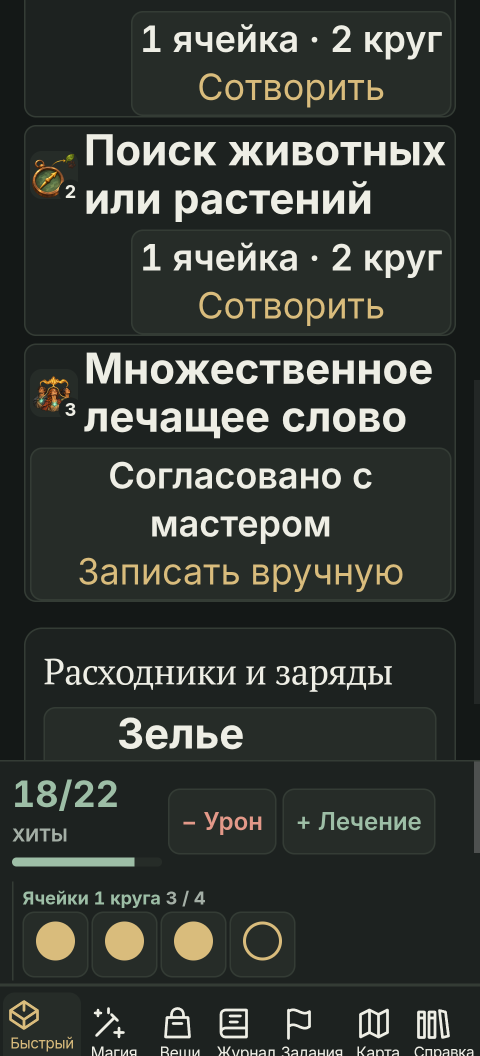 1 ячейка · 2 круг
Сотворить
Поиск животных
или растений
2
1 ячейка · 2 круг
Сотворить
Множественное
лечащее слово
3
Согласовано с
мастером
Записать вручную
Расходники и заряды
Зелье
18/22
хиты
− Урон
+ Лечение
Ячейки 1 круга 3 / 4
Быстрый
Магия
Вещи
Журнал
Задания
Карта
Справка